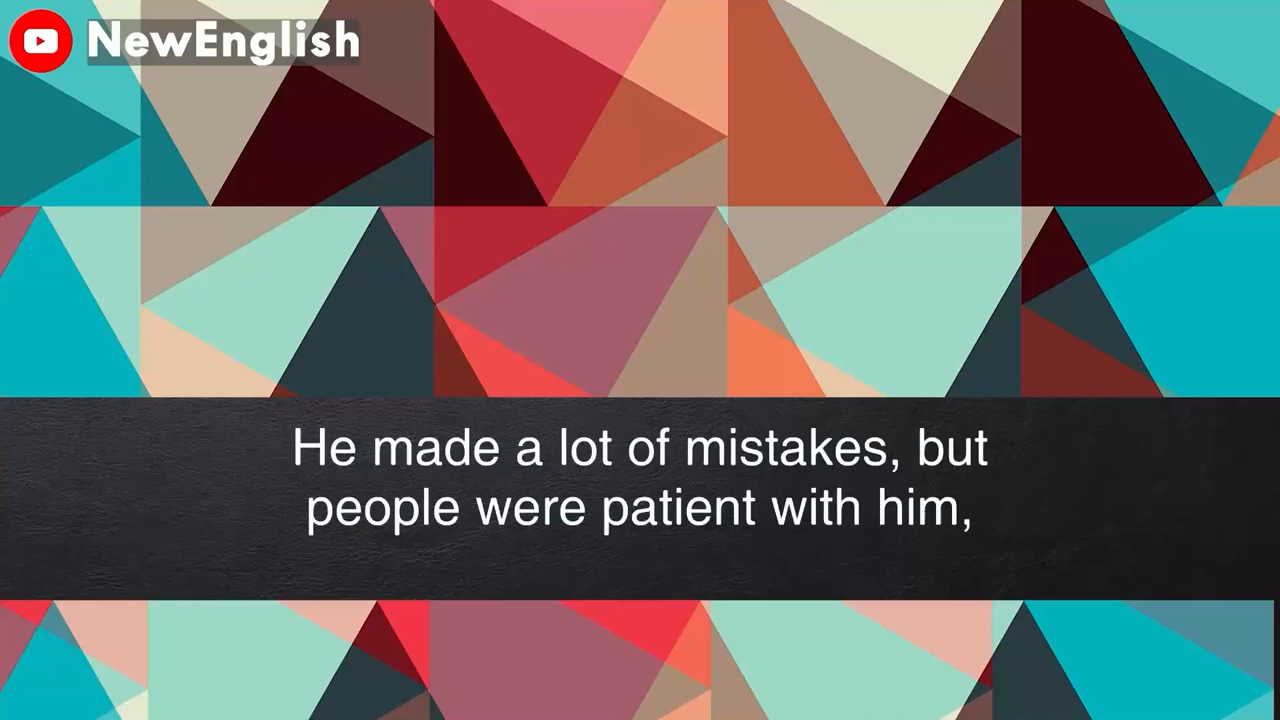 NewEnglish
He made a lot of mistakes, but
people were patient with him,